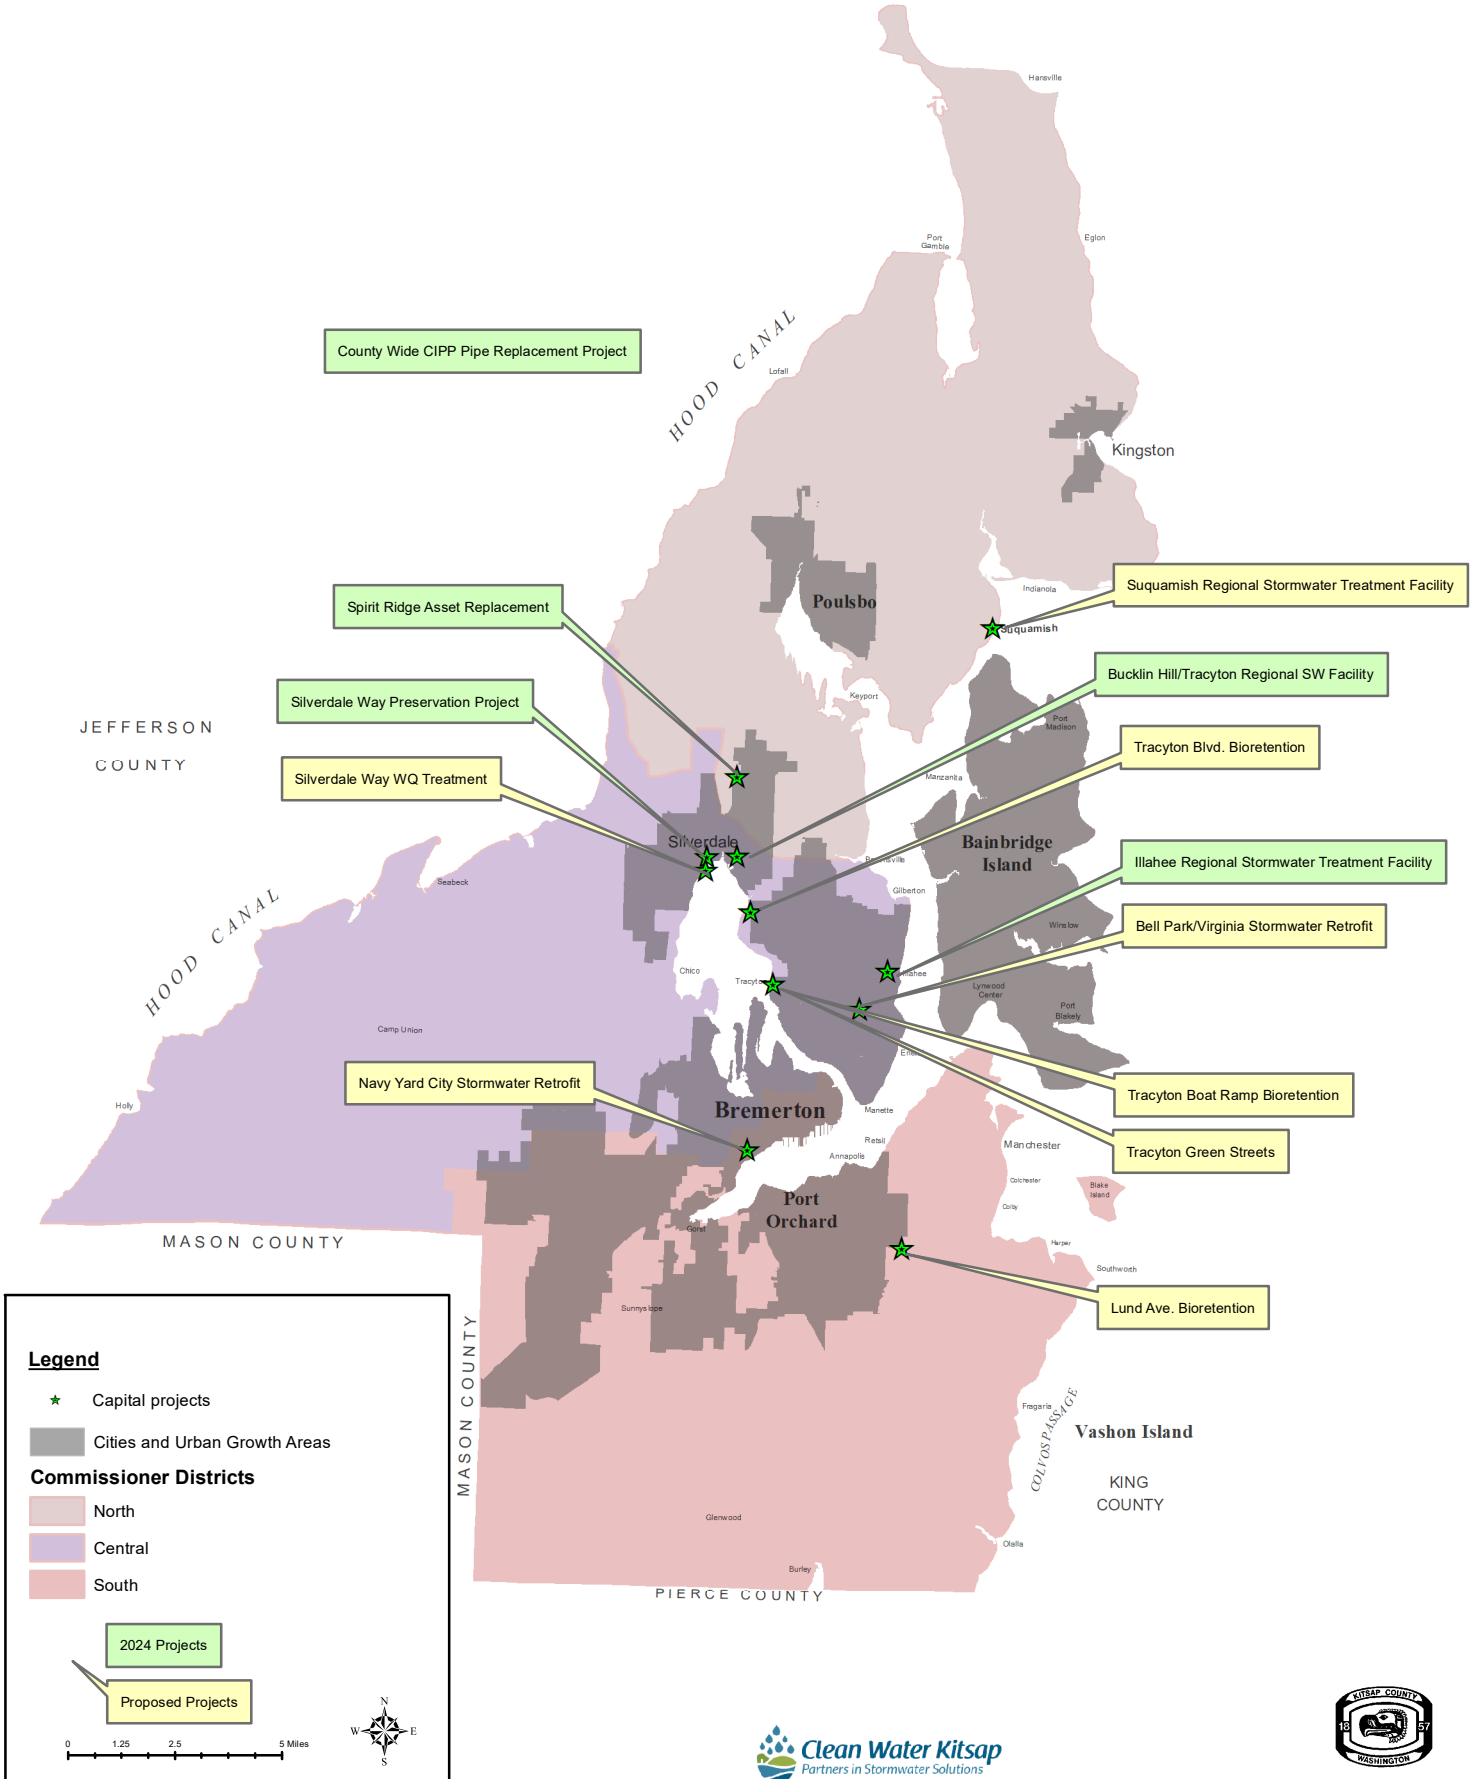 Hansville
Port
Gamble
Eglon
HOOD CANAL
County Wide CIPP Pipe Replacement Project
Lofall
Kingston
Suquamish Regional Stormwater Treatment Facility
Indianola
Spirit Ridge Asset Replacement
Poulsbo
Suquamish
Bucklin Hill/Tracyton Regional SW Facility
Silverdale Way Preservation Project
Keyport
Port
Madison
JEFFERSON
COUNTY
Tracyton Blvd. Bioretention
Silverdale Way WQ Treatment
Manzanita
Silverdale
Bainbridge
Island
Illahee Regional Stormwater Treatment Facility
Seabeck
Gilberton
HOOD CANAL
Winslow
Bell Park/Virginia Stormwater Retrofit
Chico
Lynwood
Center
Port
Blakely
Camp Union
Navy Yard City Stormwater Retrofit
Tracyton Boat Ramp Bioretention
Holly
Bremerton
Manette
Retsil
Annapolis
Manchester
Tracyton Green Streets
Colchester
Blake
Island
Colby
Port
Orchard
Gorst
MASON COUNTY
Harper
Southworth
Sunnyslope
Lund Ave. Bioretention
MASON COUNTY
Fragaria
COLVOS PASSAGE
Vashon Island
KING
COUNTY
Glenwood
Olalla
Burley
PIERCE COUNTY
Legend
Capital projects
Cities and Urban Growth Areas
Commissioner Districts
North
Central
South
2024 Projects
Proposed Projects
0 1.25 2.5 5 Miles
N
W E
S
Clean Water Kitsap
Partners in Stormwater Solutions
KITSAP COUNTY
18 57
WASHINGTON